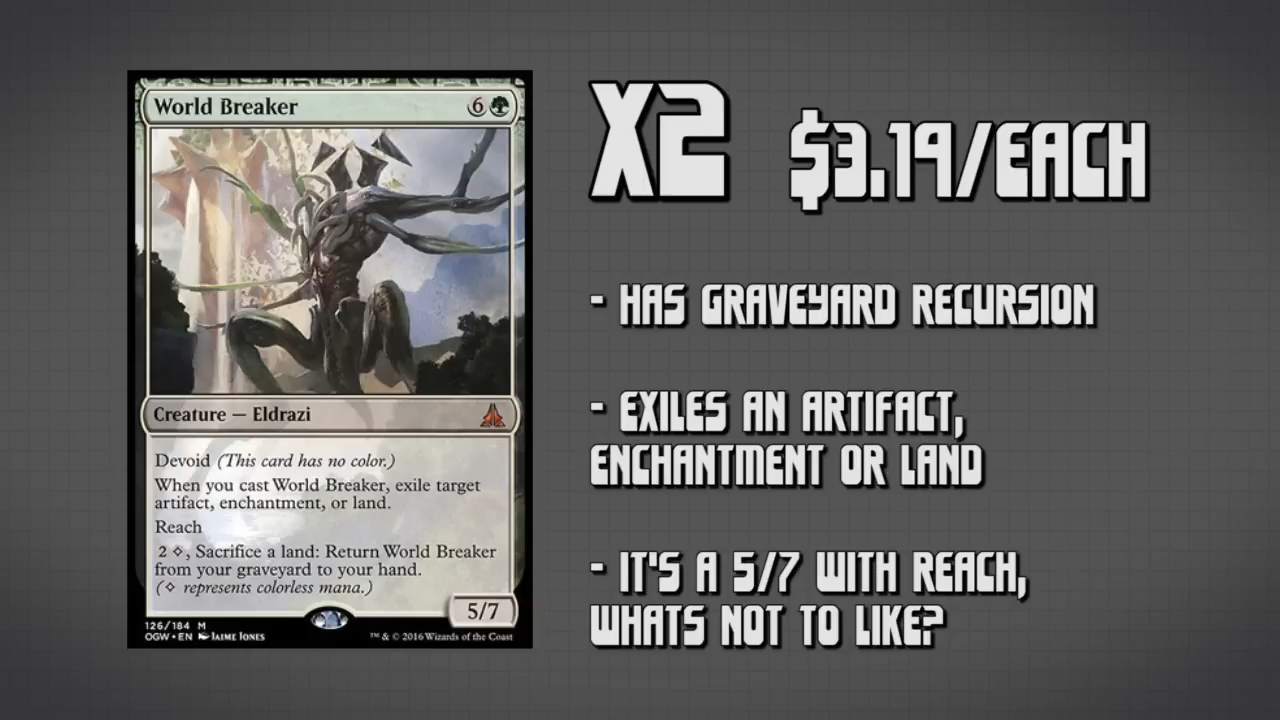 World Breaker 6
X2 $3.19/EACH
- HAS GRAVEYARD RECURSION
- EXILES AN ARTIFACT,
ENCHANTMENT OR LAND
- IT'S A 5/7 WITH REACH,
WHATS NOT TO LIKE?
Creature — Eldrazi
Devoid (This card has no color.)
When you cast World Breaker, exile target
artifact, enchantment, or land.
Reach
2 ◇, Sacrifice a land: Return World Breaker
from your graveyard to your hand.
(◇ represents colorless mana.)
5/7
126/184 M
OGW • EN JAIME JONES
™ & © 2016 Wizards of the Coast